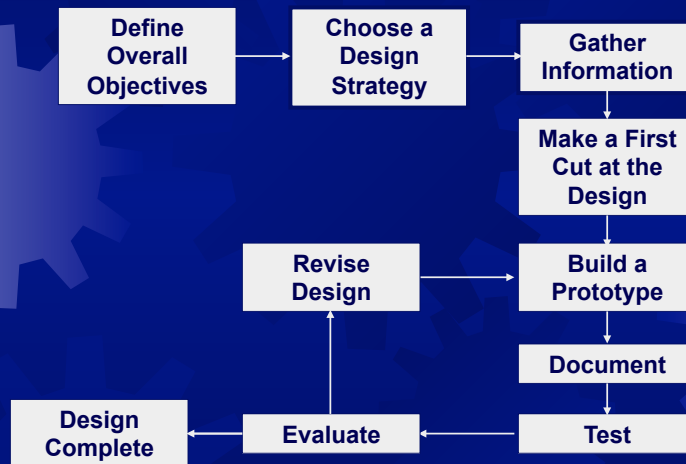 Define
Overall
Objectives
Choose a
Design
Strategy
Gather
Information
Make a First
Cut at the
Design
Build a
Prototype
Document
Test
Evaluate
Revise
Design
Design
Complete